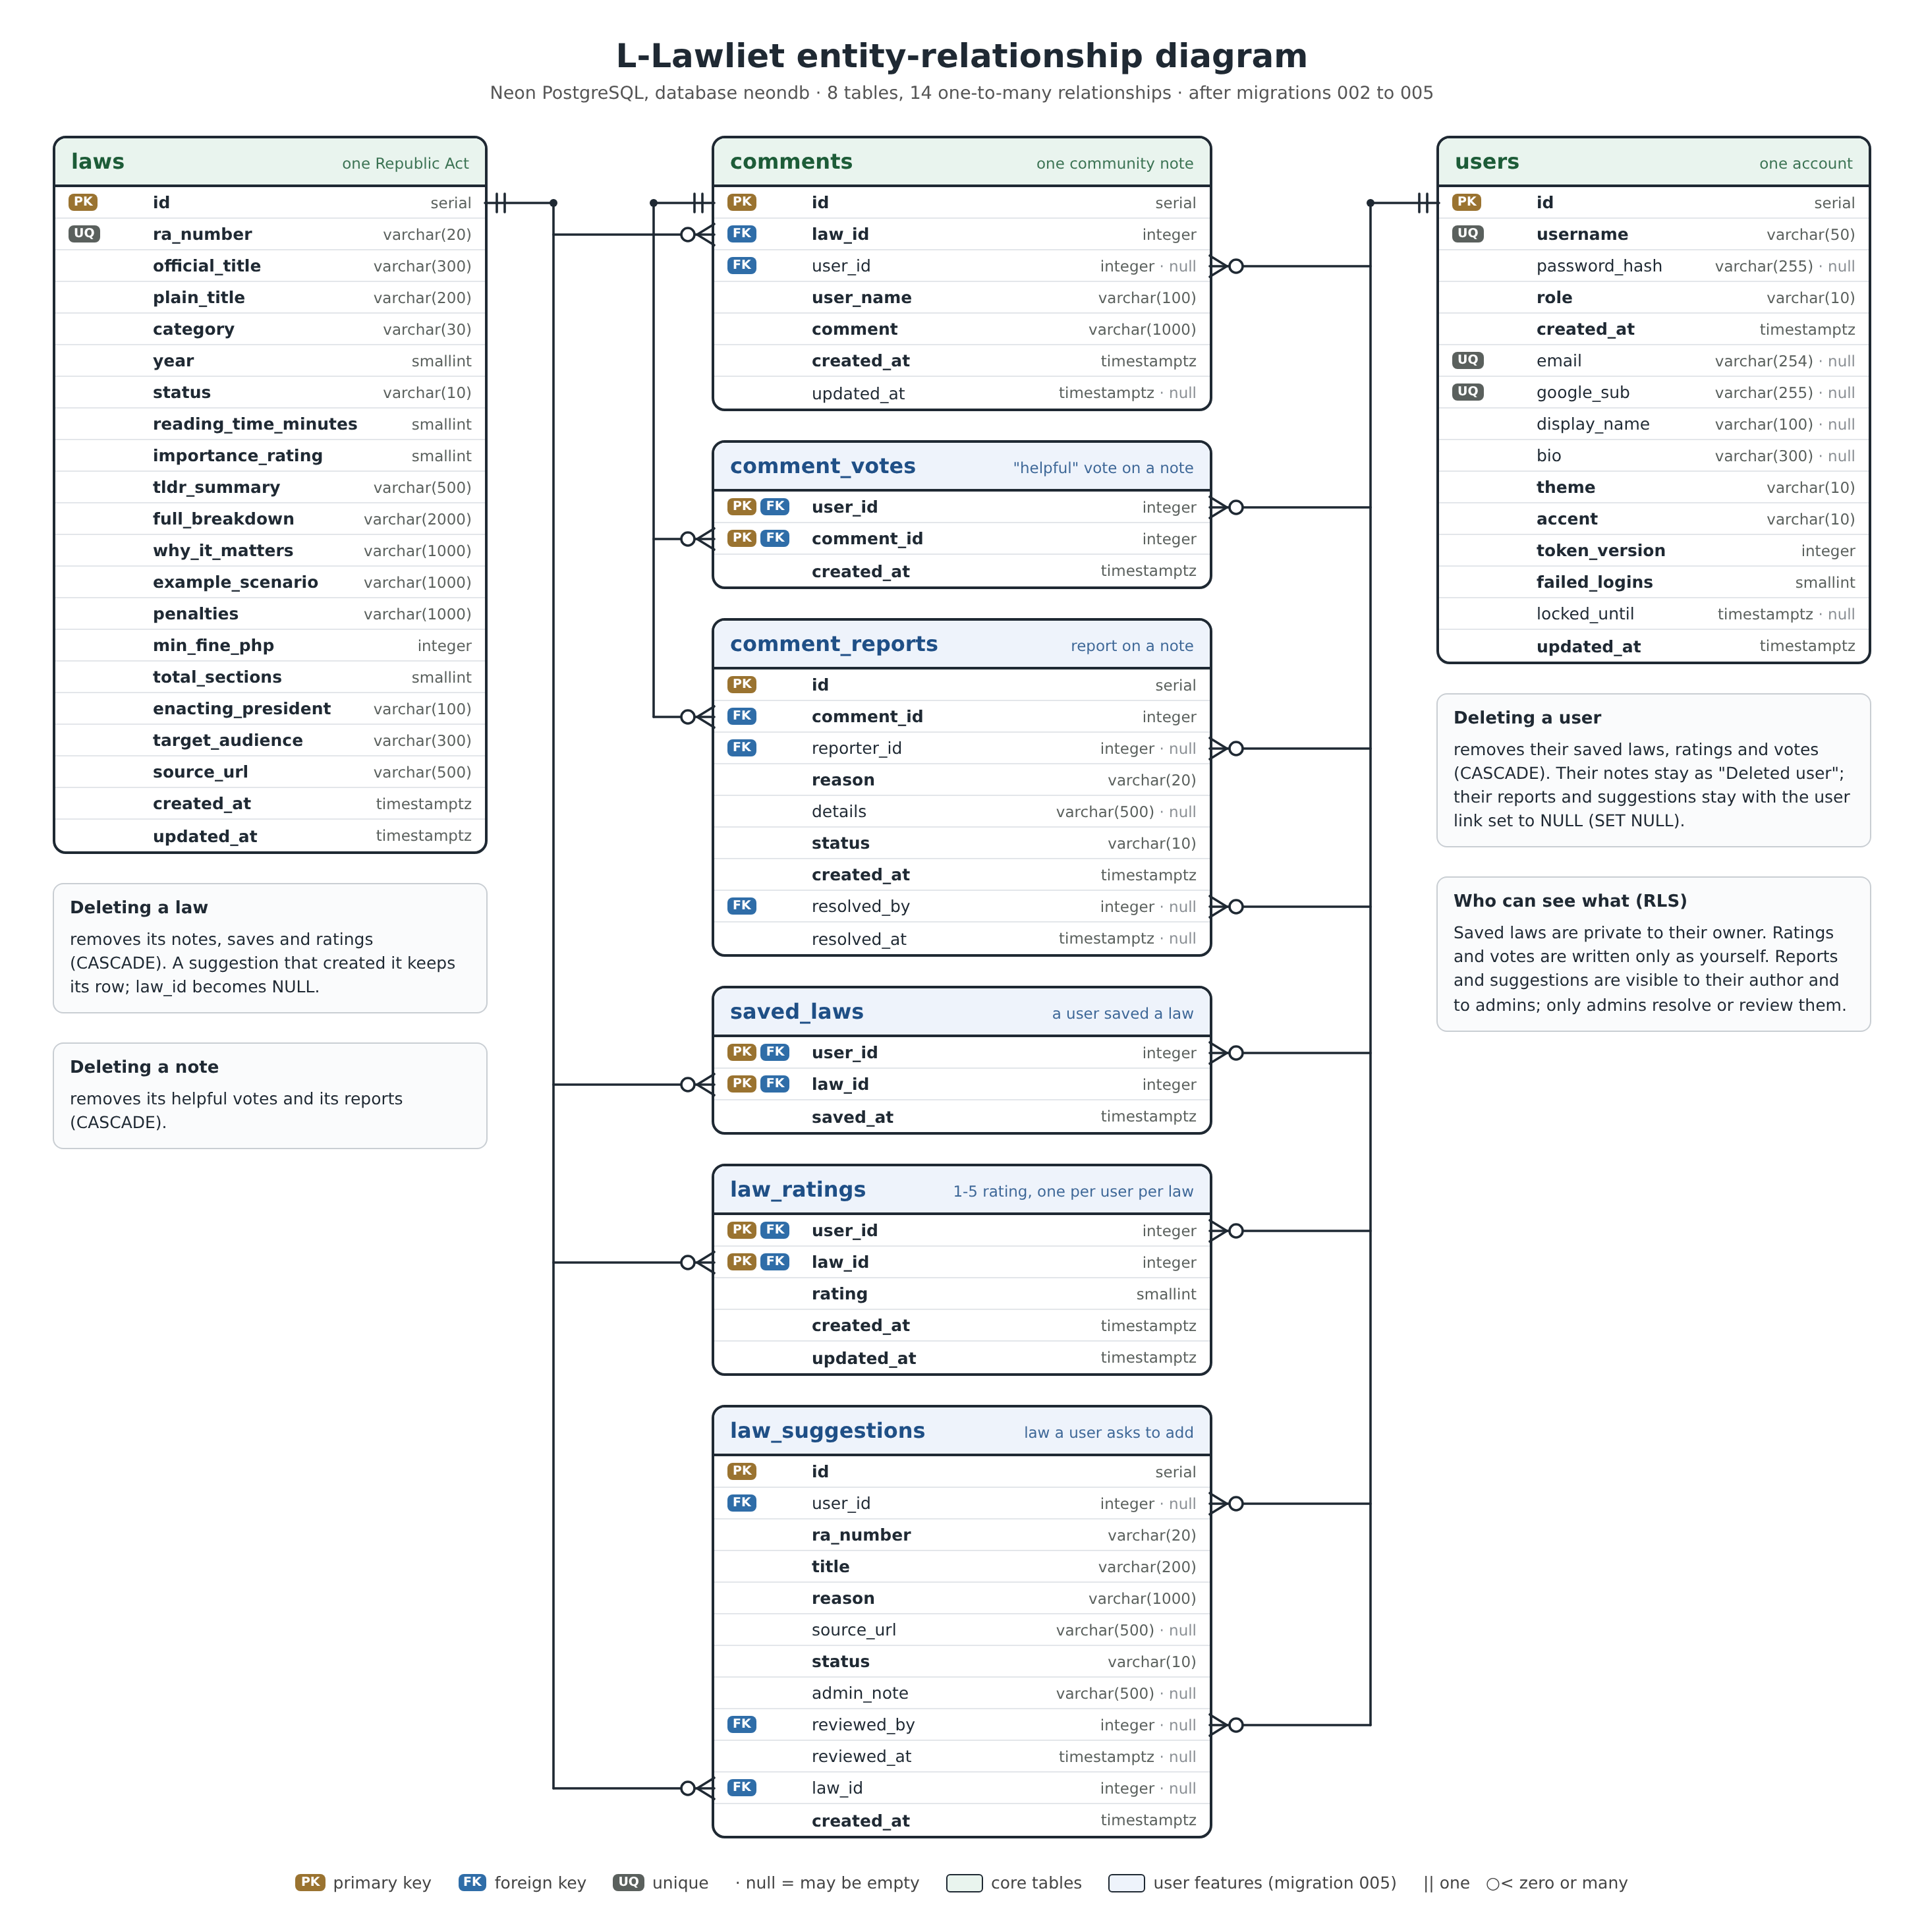 L-Lawliet entity-relationship diagram
Neon PostgreSQL, database neondb · 8 tables, 14 one-to-many relationships · after migrations 002 to 005
laws one Republic Act
PK id serial
UQ ra_number varchar(20)
official_title varchar(300)
plain_title varchar(200)
category varchar(30)
year smallint
status varchar(10)
reading_time_minutes smallint
importance_rating smallint
tldr_summary varchar(500)
full_breakdown varchar(2000)
why_it_matters varchar(1000)
example_scenario varchar(1000)
penalties varchar(1000)
min_fine_php integer
total_sections smallint
enacting_president varchar(100)
target_audience varchar(300)
source_url varchar(500)
created_at timestamptz
updated_at timestamptz
Deleting a law
removes its notes, saves and ratings
(CASCADE). A suggestion that created it keeps
its row; law_id becomes NULL.
Deleting a note
removes its helpful votes and its reports
(CASCADE).
comments one community note
PK id serial
FK law_id integer
FK user_id integer · null
user_name varchar(100)
comment varchar(1000)
created_at timestamptz
updated_at timestamptz · null
comment_votes "helpful" vote on a note
PK FK user_id integer
PK FK comment_id integer
created_at timestamptz
comment_reports report on a note
PK id serial
FK comment_id integer
FK reporter_id integer · null
reason varchar(20)
details varchar(500) · null
status varchar(10)
created_at timestamptz
FK resolved_by integer · null
resolved_at timestamptz · null
saved_laws a user saved a law
PK FK user_id integer
PK FK law_id integer
saved_at timestamptz
law_ratings 1-5 rating, one per user per law
PK FK user_id integer
PK FK law_id integer
rating smallint
created_at timestamptz
updated_at timestamptz
law_suggestions law a user asks to add
PK id serial
FK user_id integer · null
ra_number varchar(20)
title varchar(200)
reason varchar(1000)
source_url varchar(500) · null
status varchar(10)
admin_note varchar(500) · null
FK reviewed_by integer · null
reviewed_at timestamptz · null
FK law_id integer · null
created_at timestamptz
users one account
PK id serial
UQ username varchar(50)
password_hash varchar(255) · null
role varchar(10)
created_at timestamptz
UQ email varchar(254) · null
UQ google_sub varchar(255) · null
display_name varchar(100) · null
bio varchar(300) · null
theme varchar(10)
accent varchar(10)
token_version integer
failed_logins smallint
locked_until timestamptz · null
updated_at timestamptz
Deleting a user
removes their saved laws, ratings and votes
(CASCADE). Their notes stay as "Deleted user";
their reports and suggestions stay with the user
link set to NULL (SET NULL).
Who can see what (RLS)
Saved laws are private to their owner. Ratings
and votes are written only as yourself. Reports
and suggestions are visible to their author and
to admins; only admins resolve or review them.
PK primary key FK foreign key UQ unique · null = may be empty core tables user features (migration 005) || one ○< zero or many